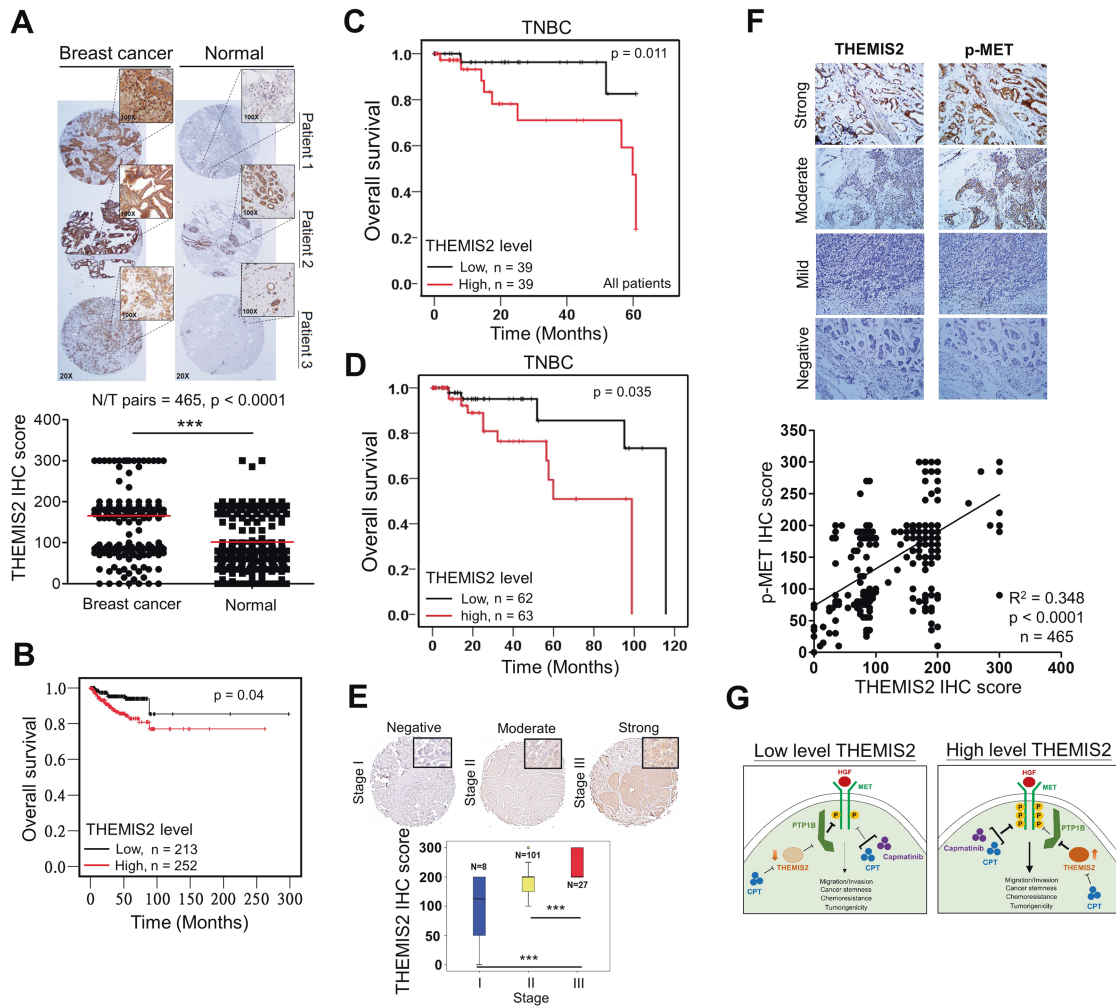 A
Breast cancer
Normal
100X
100X
Patient 1
100X
100X
Patient 2
100X
100X
Patient 3
20X
20X
N/T pairs = 465, p < 0.0001
***
THEMIS2 IHC score
400
300
200
100
0
Breast cancer
Normal
B
p = 0.04
Overall survival
1.0
0.8
0.6
0.4
0.2
0.0
THEMIS2 level
Low, n = 213
High, n = 252
0
50
100
150
200
250
300
Time (Months)
C
TNBC
p = 0.011
Overall survival
1.0
0.8
0.6
0.4
0.2
0.0
THEMIS2 level
Low, n = 39
High, n = 39
All patients
0
20
40
60
Time (Months)
D
TNBC
p = 0.035
Overall survival
1.0
0.8
0.6
0.4
0.2
0.0
THEMIS2 level
Low, n = 62
high, n = 63
0
20
40
60
80
100
120
Time (Months)
E
Negative
Moderate
Strong
Stage I
Stage II
Stage III
THEMIS2 IHC score
300
200
100
50
0
N=8
N=101
N=27
***
***
I
II
III
Stage
F
THEMIS2
p-MET
Strong
Moderate
Mild
Negative
p-MET IHC score
400
350
300
250
200
150
100
50
0
R² = 0.348
p < 0.0001
n = 465
0
100
200
300
400
THEMIS2 IHC score
G
Low level THEMIS2
HGF
MET
PTP1B
P
P
Capmatinib
CPT
THEMIS2
CPT
Migration/Invasion
Cancer stemness
Chemoresistance
Tumorigenicity
High level THEMIS2
HGF
MET
P
P
P
P
P
P
PTP1B
Capmatinib
CPT
THEMIS2
CPT
Migration/Invasion
Cancer stemness
Chemoresistance
Tumorigenicity